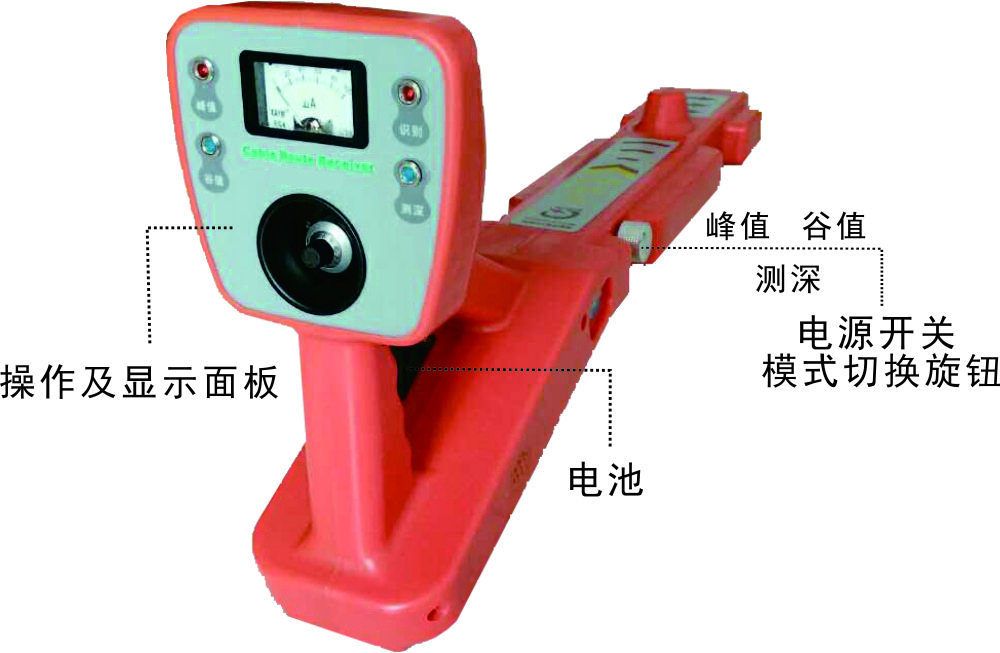 μA
峰值
识别
谷值
测深
Cable Route Receiver
峰值 谷值
测深
操作及显示面板
电源开关
模式切换旋钮
电池